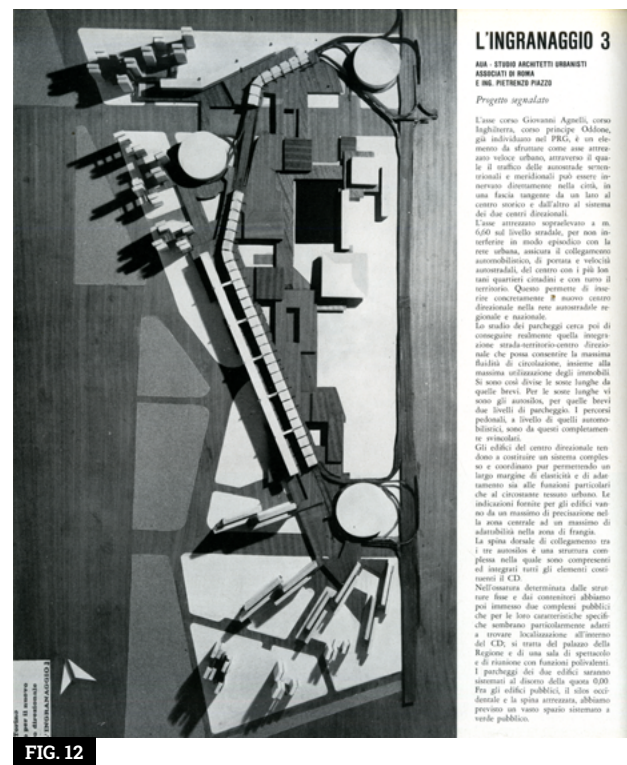 L'INGRANAGGIO 3
AUA - STUDIO ARCHITETTI URBANISTI
ASSOCIATI DI ROMA
E ING. PIETRENZO PIAZZO
Progetto segnalato
L'asse corso Giovanni Agnelli, corso
Inghilterra, corso principe Oddone,
già individuato nel PRG, è un ele-
mento da sfruttare come asse attrez-
zato veloce urbano, attraverso il qua-
le il traffico delle autostrade setten-
trionali e meridionali può essere in-
nervato direttamente nella città, in
una fascia tangente da un lato al
centro storico e dall'altro al sistema
dei due centri direzionali.
L'asse attrezzato sopraelevato a m.
6,60 sul livello stradale, per non in-
terferire in modo episodico con la
rete urbana, assicura il collegamento
automobilistico, di portata e velocità
autostradali, del centro con i più lon
tani quartieri cittadini e con tutto il
territorio. Questo permette di inse-
rire concretamente nuovo centro
direzionale nella rete autostradale re-
gionale e nazionale.
Lo studio dei parcheggi cerca poi di
conseguire realmente quella integra-
zione strada-territorio-centro direzio-
nale che possa consentire la massima
fluidità di circolazione, insieme alla
massima utilizzazione degli immobili.
Si sono così divise le soste lunghe da
quelle brevi. Per le soste lunghe vi
sono gli autosilos, per quelle brevi
due livelli di parcheggio. I percorsi
pedonali, a livello di quelli automo-
bilistici, sono da questi completamen-
te svincolati.
Gli edifici del centro direzionale ten
dono a costituire un sistema comples-
so e coordinato pur permettendo un
largo margine di elasticità e di adat-
tamento sia alle funzioni particolari
che al circostante tessuto urbano. Le
indicazioni fornite per gli edifici van-
no da un massimo di precisazione nel-
la zona centrale ad un massimo di
adattabilità nella zona di frangia.
La spina dorsale di collegamento tra
i tre autosilos è una struttura com-
plessa nella quale sono compresenti
ed integrati tutti gli elementi costi-
tuenti il CD.
Nell'ossatura determinata dalle strut-
ture fisse e dai contenitori abbiamo
poi immesso due complessi pubblici
che per le loro caratteristiche specifi-
che sembrano particolarmente adatti
a trovare localizzazione all'interno
del CD; si tratta del palazzo della
Regione e di una sala di spettacolo
e di riunione con funzioni polivalenti.
I parcheggi dei due edifici saranno
sistemati al disotto della quota 0,00.
Fra gli edifici pubblici, il silos occi-
dentale e la spina attrezzata, abbiamo
previsto un vasto spazio sistemato a
verde pubblico.
Torino
per il nuovo
direzionale
INGRANAGGIO 3
FIG. 12